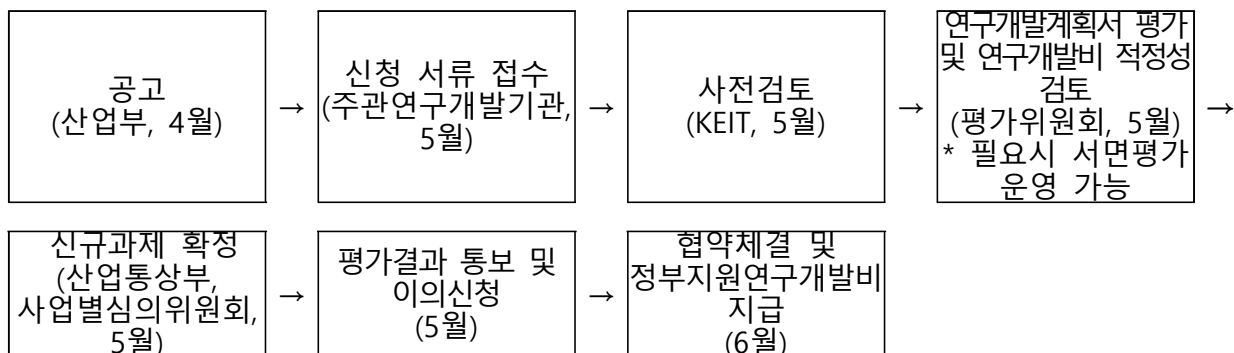 공고
(산업부, 4월)
→
신청 서류 접수
(주관연구개발기관,
5월)
→
사전검토
(KEIT, 5월)
→
연구개발계획서 평가
및 연구개발비 적정성
검토
(평가위원회, 5월)
* 필요시 서면평가
운영 가능
→
신규과제 확정
(산업통상부,
사업별심의위원회,
5월)
→
평가결과 통보 및
이의신청
(5월)
→
협약체결 및
정부지원연구개발비
지급
(6월)